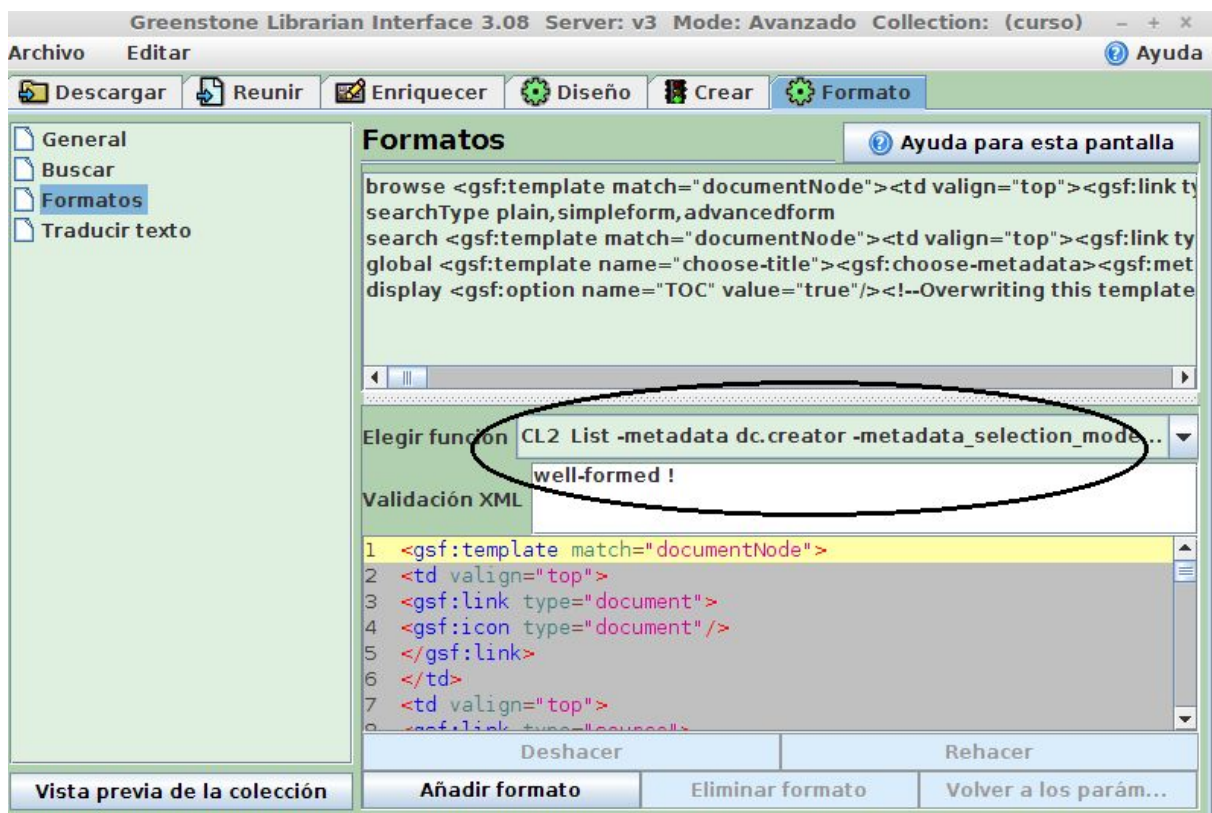 Greenstone Librarian Interface 3.08 Server: v3 Mode: Avanzado Collection: (curso)
Archivo Editar Ayuda
Descargar Reunir Enriquecer Diseño Crear Formato
General
Buscar
Formatos
Traducir texto
Formatos
Ayuda para esta pantalla
browse <gsf:template match="documentNode"><td valign="top"><gsf:link ty
searchType plain,simpleform,advancedform
search <gsf:template match="documentNode"><td valign="top"><gsf:link ty
global <gsf:template name="choose-title"><gsf:choose-metadata><gsf:met
display <gsf:option name="TOC" value="true"/><!--Overwriting this template
Elegir función CL2 List -metadata dc.creator -metadata_selection_mode...
Validación XML well-formed !
1 <gsf:template match="documentNode">
2 <td valign="top">
3 <gsf:link type="document">
4 <gsf:icon type="document"/>
5 </gsf:link>
6 </td>
7 <td valign="top">
8 <gsf:link type="source">
Deshacer Rehacer
Vista previa de la colección Añadir formato Eliminar formato Volver a los parám...